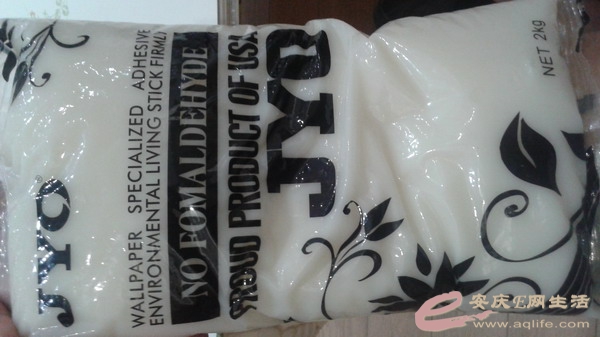 JYO
WALLPAPER SPECIALIZED ADHESIVE
ENVIRONMENTAL LIVING STICK FIRMLY
NO FOMALDEHYDE
PROUD PRODUCT OF USA
JYO
NET 2kg
安庆E网生活
www.aqlife.com